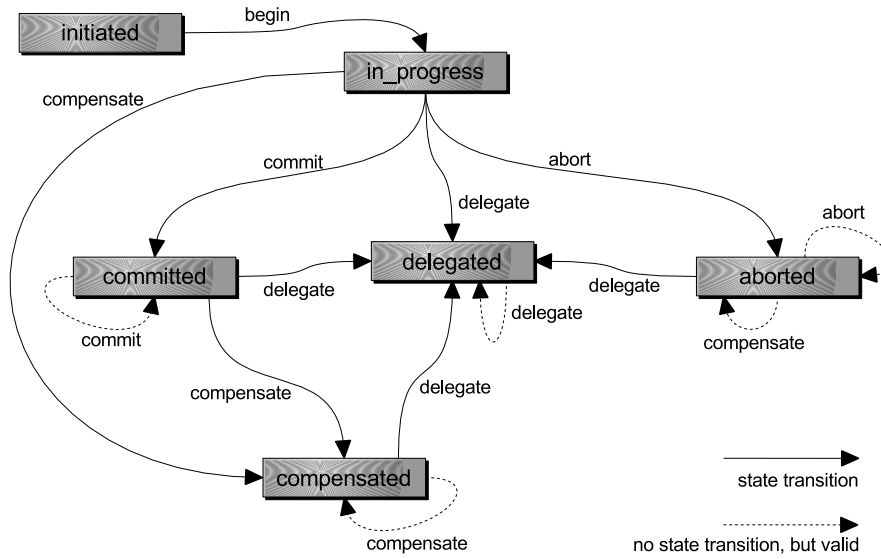 begin
initiated
in_progress
compensate
commit
abort
delegate
abort
committed
delegated
aborted
delegate
delegate
delegate
commit
compensate
compensate
delegate
compensated
state transition
compensate
no state transition, but valid